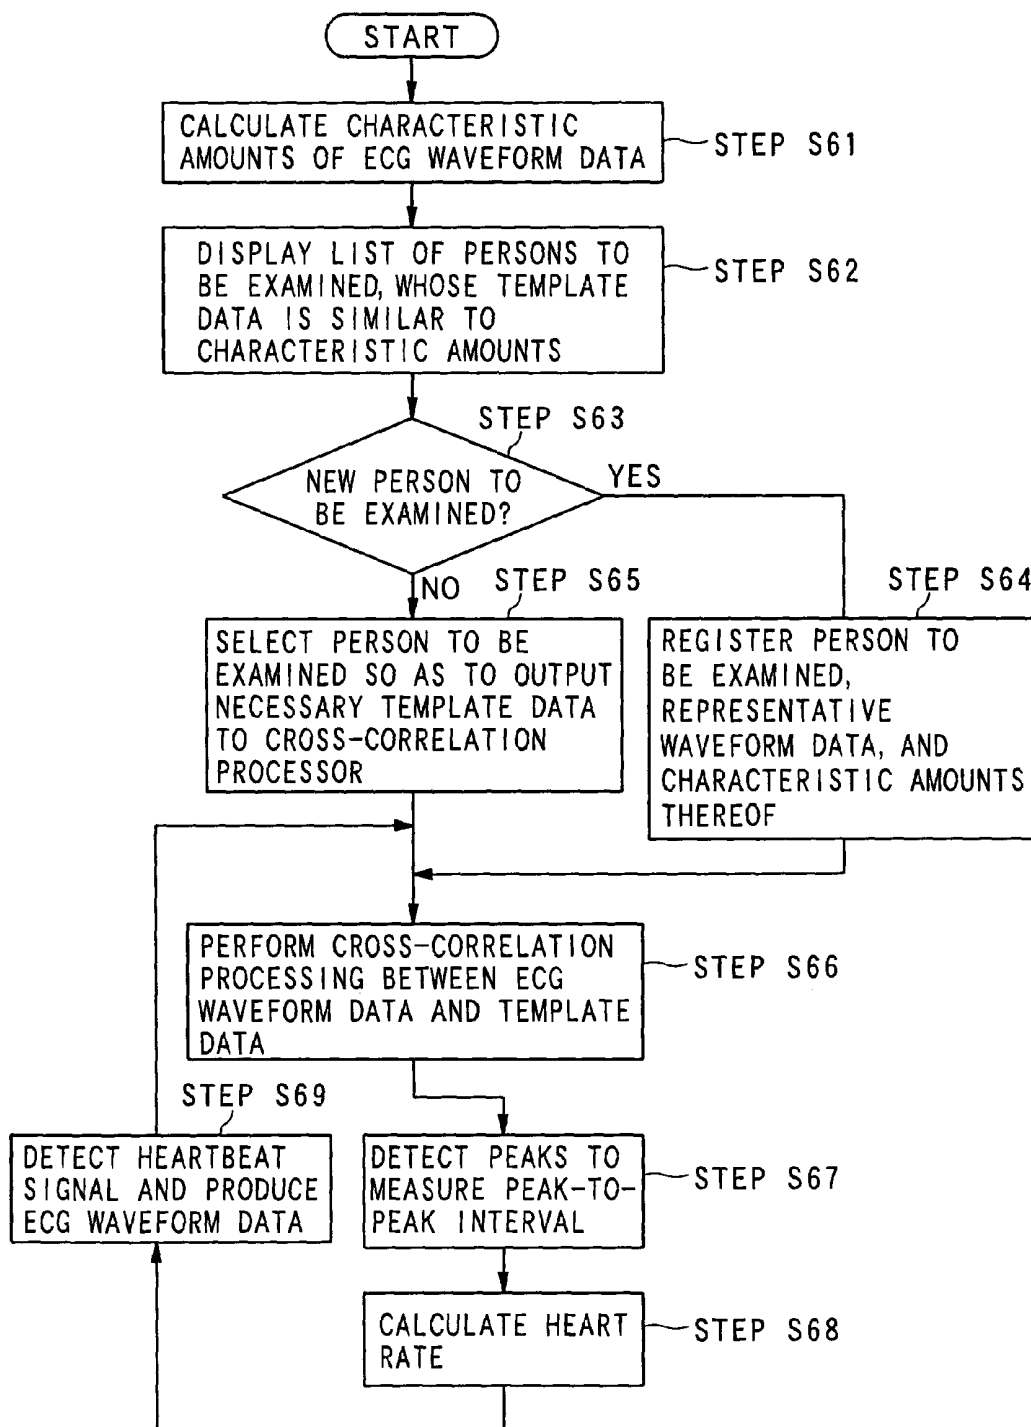 START
CALCULATE CHARACTERISTIC
AMOUNTS OF ECG WAVEFORM DATA
STEP S61
DISPLAY LIST OF PERSONS TO
BE EXAMINED, WHOSE TEMPLATE
DATA IS SIMILAR TO
CHARACTERISTIC AMOUNTS
STEP S62
STEP S63
NEW PERSON TO
BE EXAMINED?
YES
NO
STEP S65
SELECT PERSON TO BE
EXAMINED SO AS TO OUTPUT
NECESSARY TEMPLATE DATA
TO CROSS-CORRELATION
PROCESSOR
STEP S64
REGISTER PERSON TO
BE EXAMINED,
REPRESENTATIVE
WAVEFORM DATA, AND
CHARACTERISTIC AMOUNTS
THEREOF
PERFORM CROSS-CORRELATION
PROCESSING BETWEEN ECG
WAVEFORM DATA AND TEMPLATE
DATA
STEP S66
STEP S69
DETECT HEARTBEAT
SIGNAL AND PRODUCE
ECG WAVEFORM DATA
DETECT PEAKS TO
MEASURE PEAK-TO-
PEAK INTERVAL
STEP S67
CALCULATE HEART
RATE
STEP S68